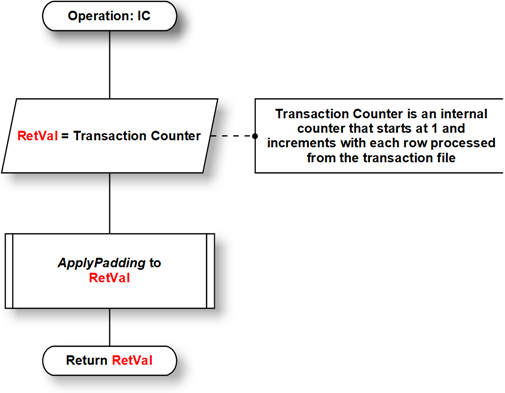 Operation: IC
RetVal = Transaction Counter
Transaction Counter is an internal
counter that starts at 1 and
increments with each row processed
from the transaction file
ApplyPadding to
RetVal
Return RetVal